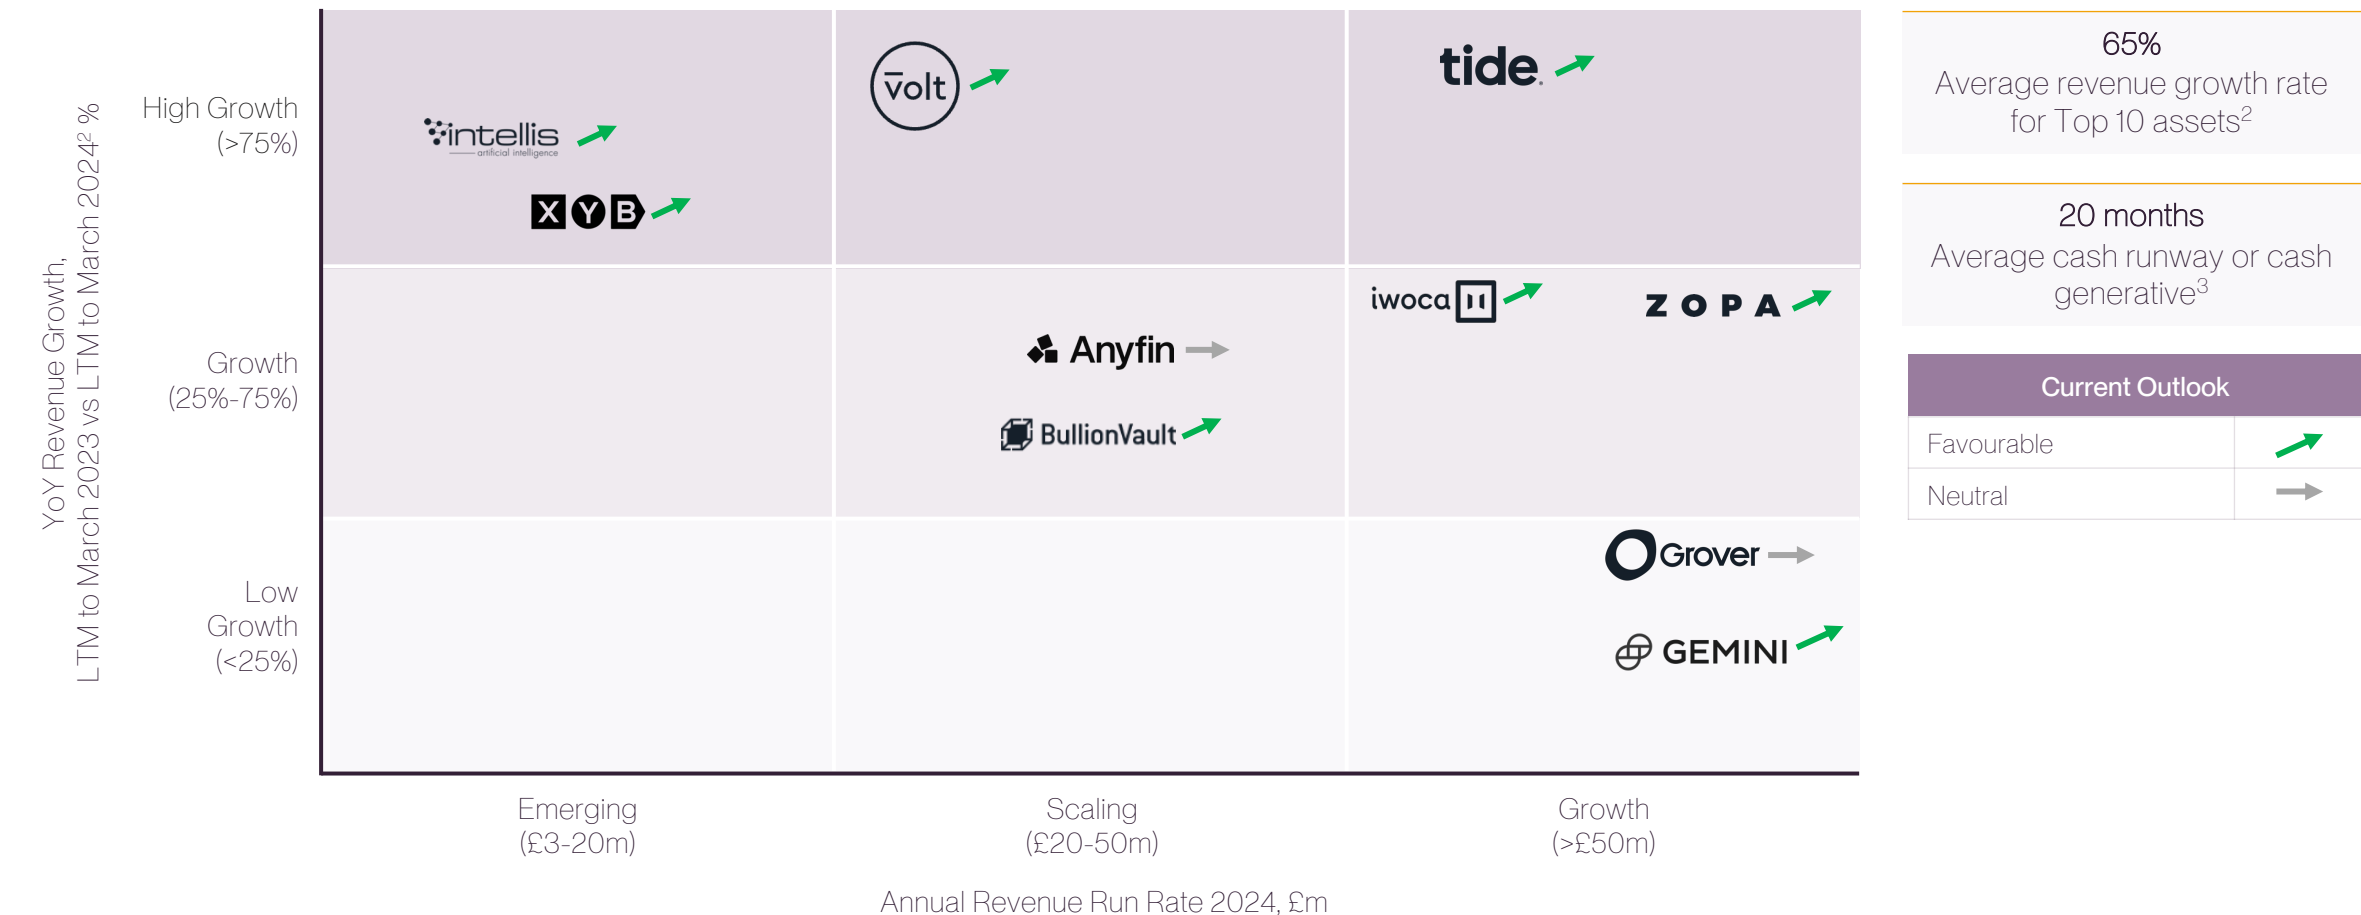 YoY Revenue Growth,
LTM to March 2023 vs LTM to March 2024² %
High Growth
(>75%)
Growth
(25%-75%)
Low
Growth
(<25%)
intellis
artificial intelligence
XYB
volt
tide
Anyfin
BullionVault
iwoca
ZOPA
Grover
GEMINI
Emerging
(£3-20m)
Scaling
(£20-50m)
Growth
(>£50m)
Annual Revenue Run Rate 2024, £m
65%
Average revenue growth rate
for Top 10 assets²
20 months
Average cash runway or cash
generative³
Current Outlook
Favourable
Neutral